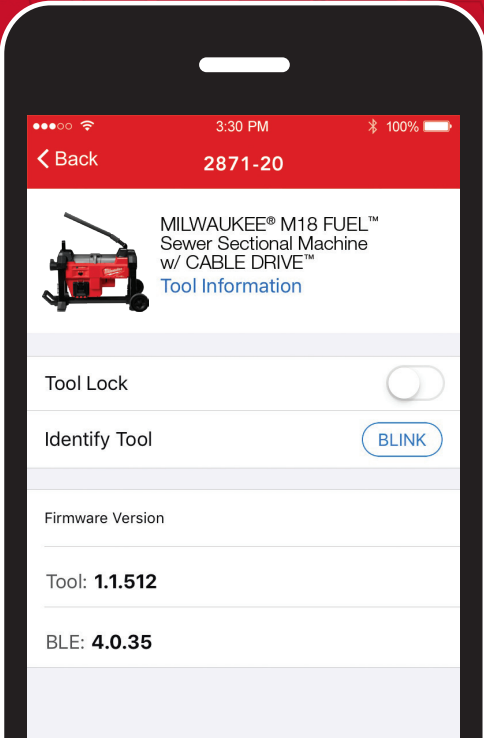 3:30 PM
100%
Back
2871-20
MILWAUKEE® M18 FUEL™
Sewer Sectional Machine
w/ CABLE DRIVE™
Tool Information
Tool Lock
Identify Tool
BLINK
Firmware Version
Tool: 1.1.512
BLE: 4.0.35